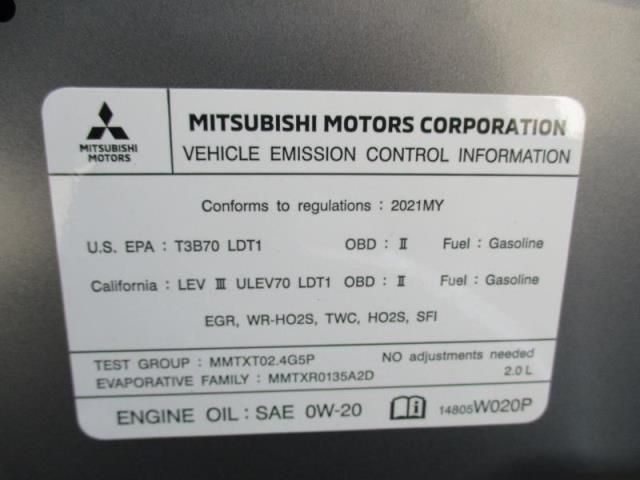 MITSUBISHI
MOTORS
MITSUBISHI MOTORS CORPORATION
VEHICLE EMISSION CONTROL INFORMATION
Conforms to regulations : 2021MY
U.S. EPA : T3B70 LDT1 OBD : II Fuel : Gasoline
California : LEV III ULEV70 LDT1 OBD : II Fuel : Gasoline
EGR, WR-HO2S, TWC, HO2S, SFI
TEST GROUP : MMTXT02.4G5P NO adjustments needed
EVAPORATIVE FAMILY : MMTXR0135A2D 2.0 L
ENGINE OIL : SAE 0W-20 14805W020P